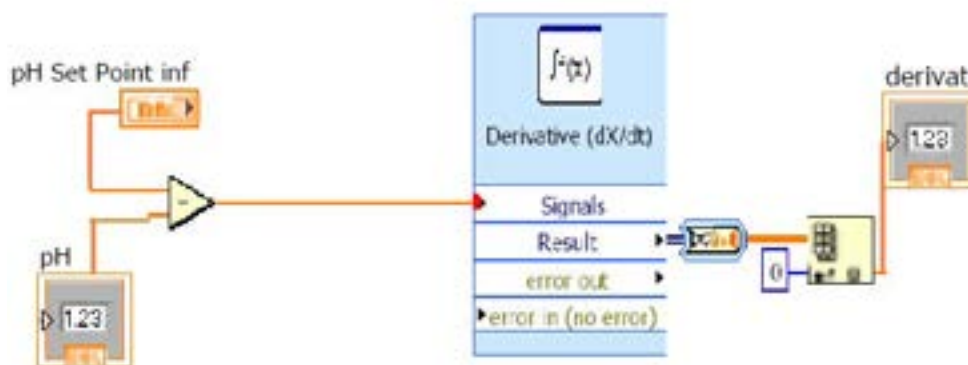 pH Set Point inf
derivat
1.23
Derivative (dX/dt)
Signals
Result
error out
error in (no error)
0
pH
1.23